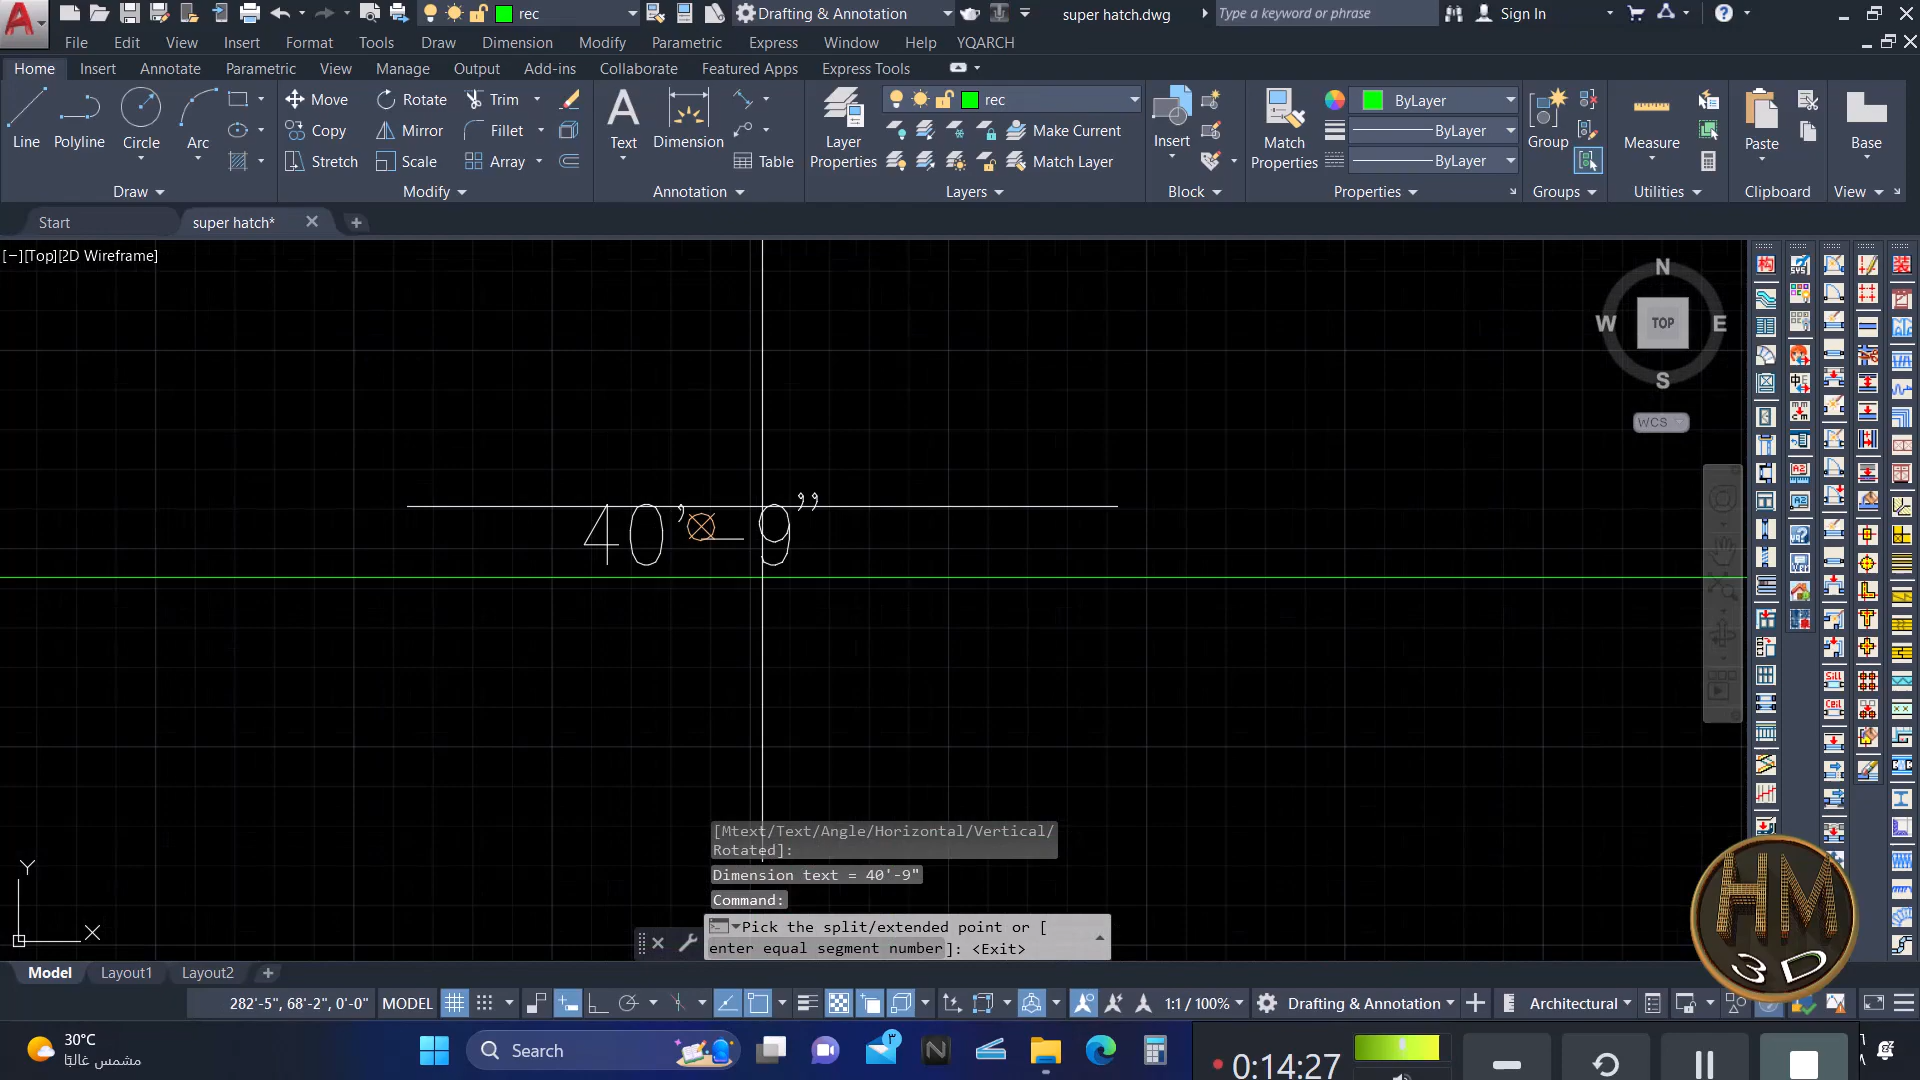 rec
Drafting & Annotation
super hatch.dwg
Type a keyword or phrase
Sign In
File Edit View Insert Format Tools Draw Dimension Modify Parametric Express Window Help YQARCH
Home Insert Annotate Parametric View Manage Output Add-ins Collaborate Featured Apps Express Tools
Line Polyline Circle Arc
Move Rotate Trim
Copy Mirror Fillet
Stretch Scale Array
Text Dimension Table
Layer Properties
rec
Make Current
Match Layer
Insert
Match Properties
ByLayer
ByLayer
ByLayer
Group
Measure
Paste
Base
Draw Modify Annotation Layers Block Properties Groups Utilities Clipboard View
Start super hatch*
[−][Top][2D Wireframe]
N
W TOP E
S
WCS
40'-9"
[Mtext/Text/Angle/Horizontal/Vertical/
Rotated]:
Dimension text = 40'-9"
Command:
Pick the split/extended point or [
enter equal segment number]: <Exit>
Y
X
HM
3D
Model Layout1 Layout2
282'-5", 68'-2", 0'-0" MODEL 1:1 / 100% Drafting & Annotation Architectural
30°C
مشمس غالبًا
Search
0:14:27